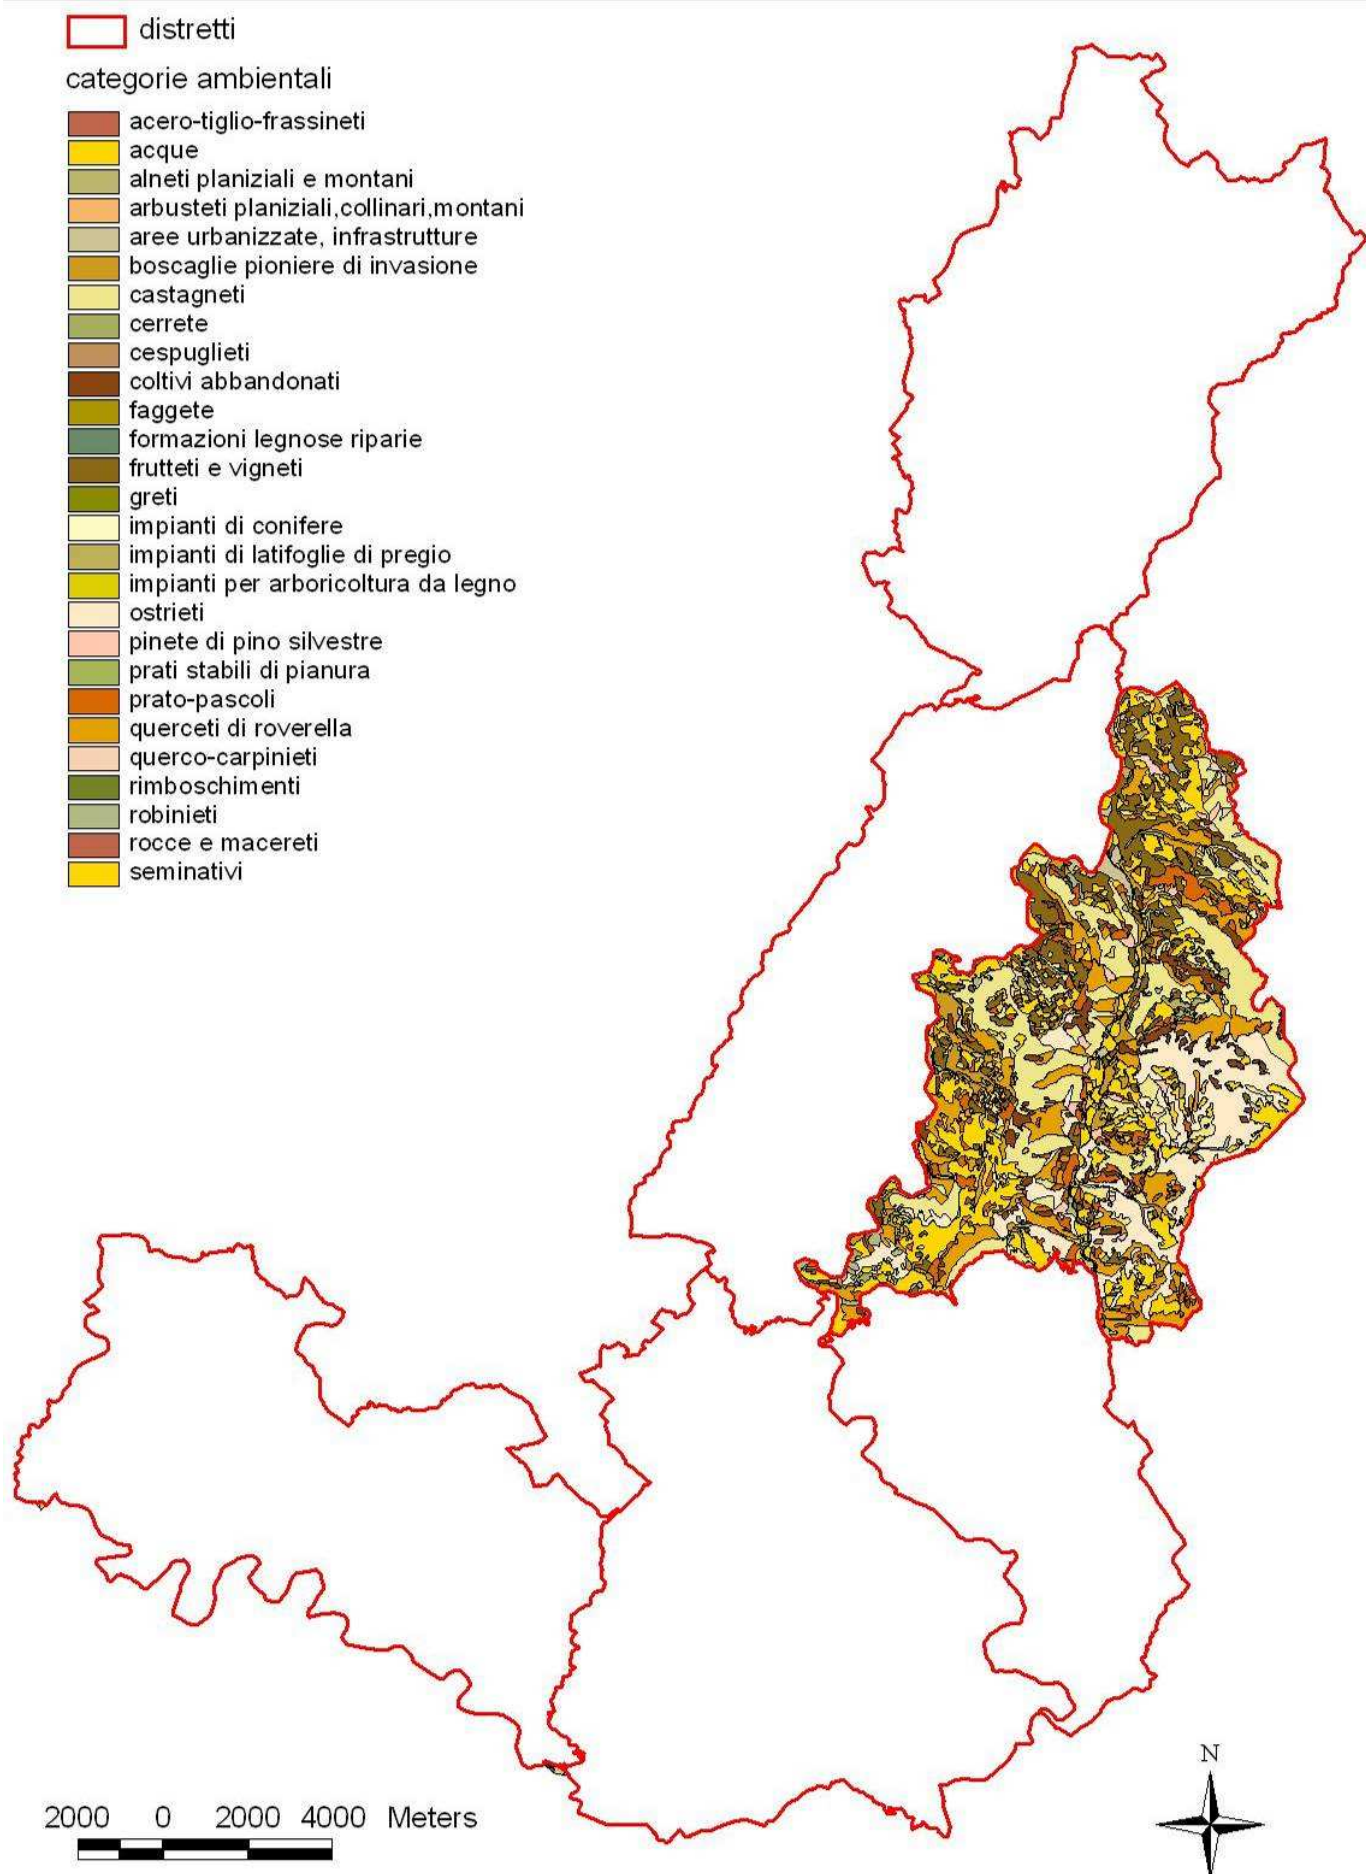 distretti
categorie ambientali
acero-tiglio-frassineti
acque
alneti planiziali e montani
arbusteti planiziali,collinari,montani
aree urbanizzate, infrastrutture
boscaglie pioniere di invasione
castagneti
cerrete
cespuglieti
coltivi abbandonati
faggete
formazioni legnose riparie
frutteti e vigneti
greti
impianti di conifere
impianti di latifoglie di pregio
impianti per arboricoltura da legno
ostrieti
pinete di pino silvestre
prati stabili di pianura
prato-pascoli
querceti di roverella
querco-carpinieti
rimboschimenti
robinieti
rocce e macereti
seminativi
N
2000 0 2000 4000 Meters